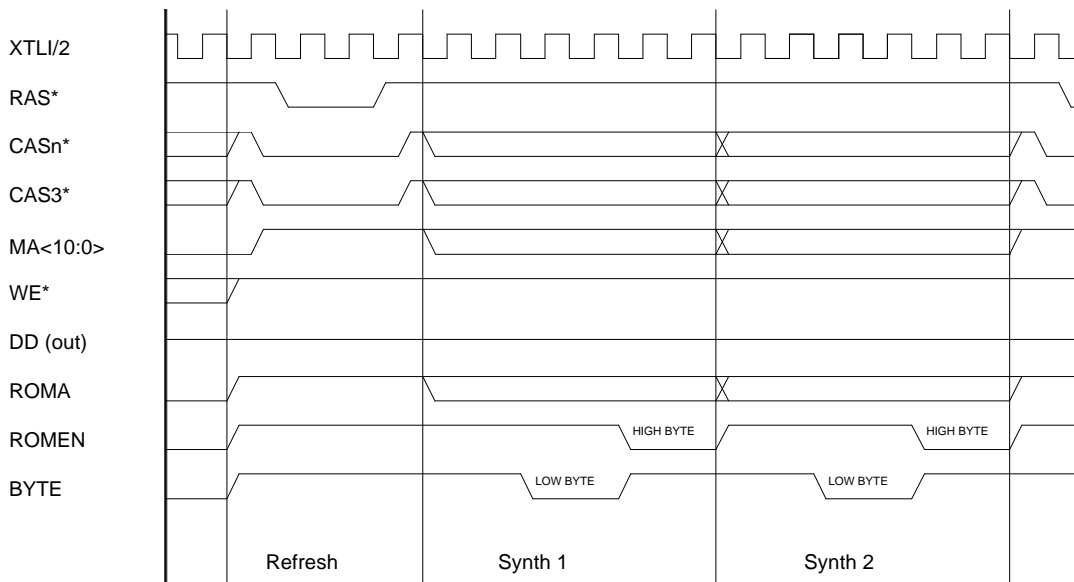 XTLI/2
RAS*
CASn*
CAS3*
MA<10:0>
WE*
DD (out)
ROMA
ROMEN
HIGH BYTE
HIGH BYTE
BYTE
LOW BYTE
LOW BYTE
Refresh
Synth 1
Synth 2